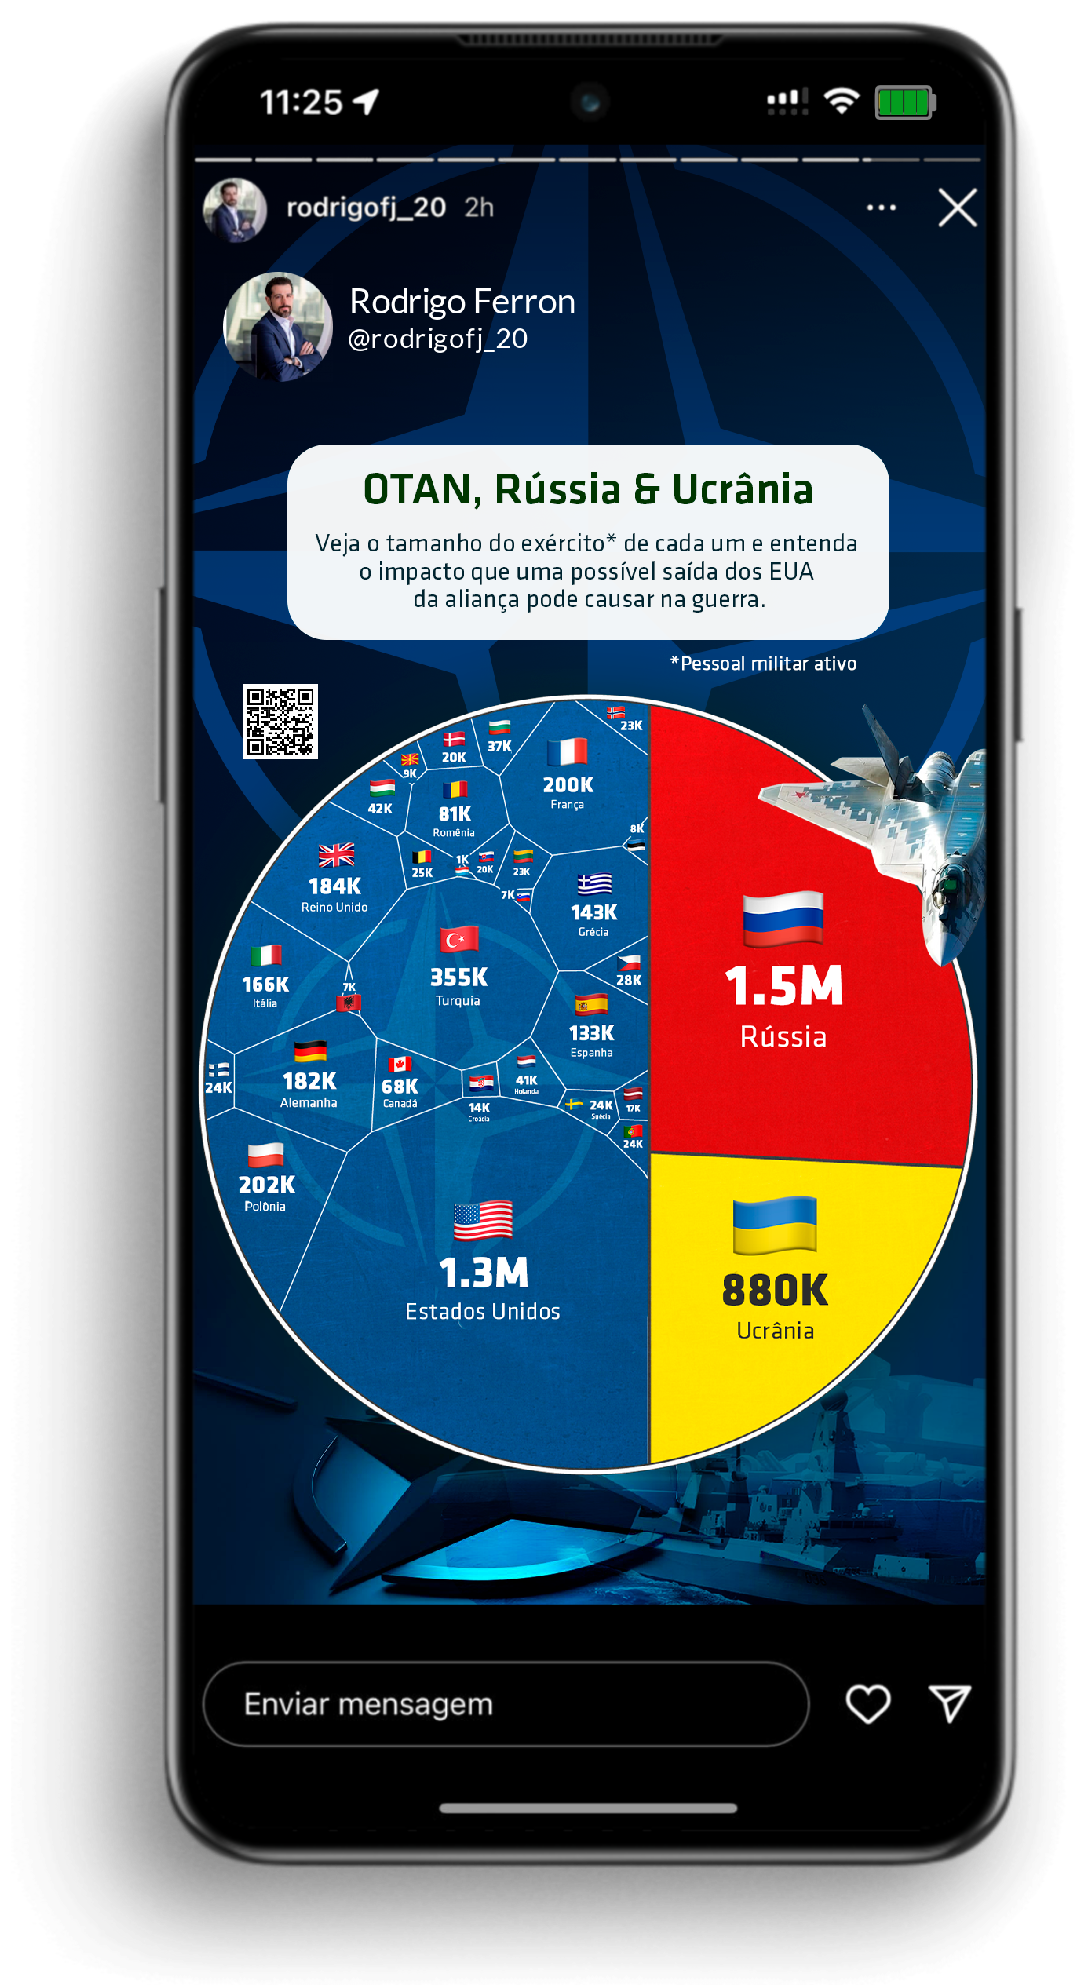 11:25
rodrigofj_20 2h
Rodrigo Ferron
@rodrigofj_20
OTAN, Rússia & Ucrânia
Veja o tamanho do exército* de cada um e entenda
o impacto que uma possível saída dos EUA
da aliança pode causar na guerra.
*Pessoal militar ativo
23K
20K
37K
9K
200K
França
42K
81K
Romênia
8K
25K
1K
20K
23K
7K
184K
Reino Unido
143K
Grécia
166K
Itália
7K
355K
Turquia
28K
133K
Espanha
24K
182K
Alemanha
68K
Canadá
14K
Croácia
41K
Holanda
24K
Suécia
17K
24K
202K
Polônia
1.3M
Estados Unidos
1.5M
Rússia
880K
Ucrânia
Enviar mensagem